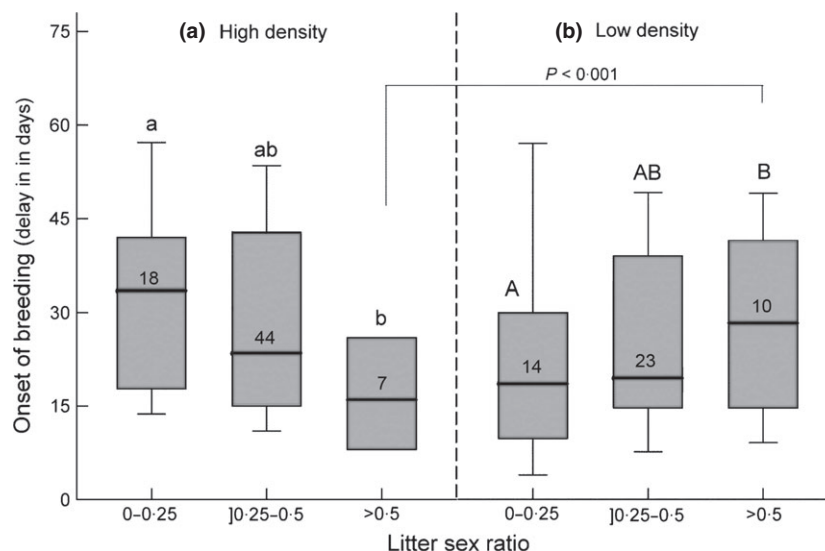 75
(a) High density
(b) Low density
P < 0·001
60
a
ab
AB
B
45
18
A
30
10
44
b
14
23
7
15
0
0–0·25
]0·25–0·5
>0·5
0–0·25
]0·25–0·5
>0·5
Litter sex ratio
Onset of breeding (delay in in days)